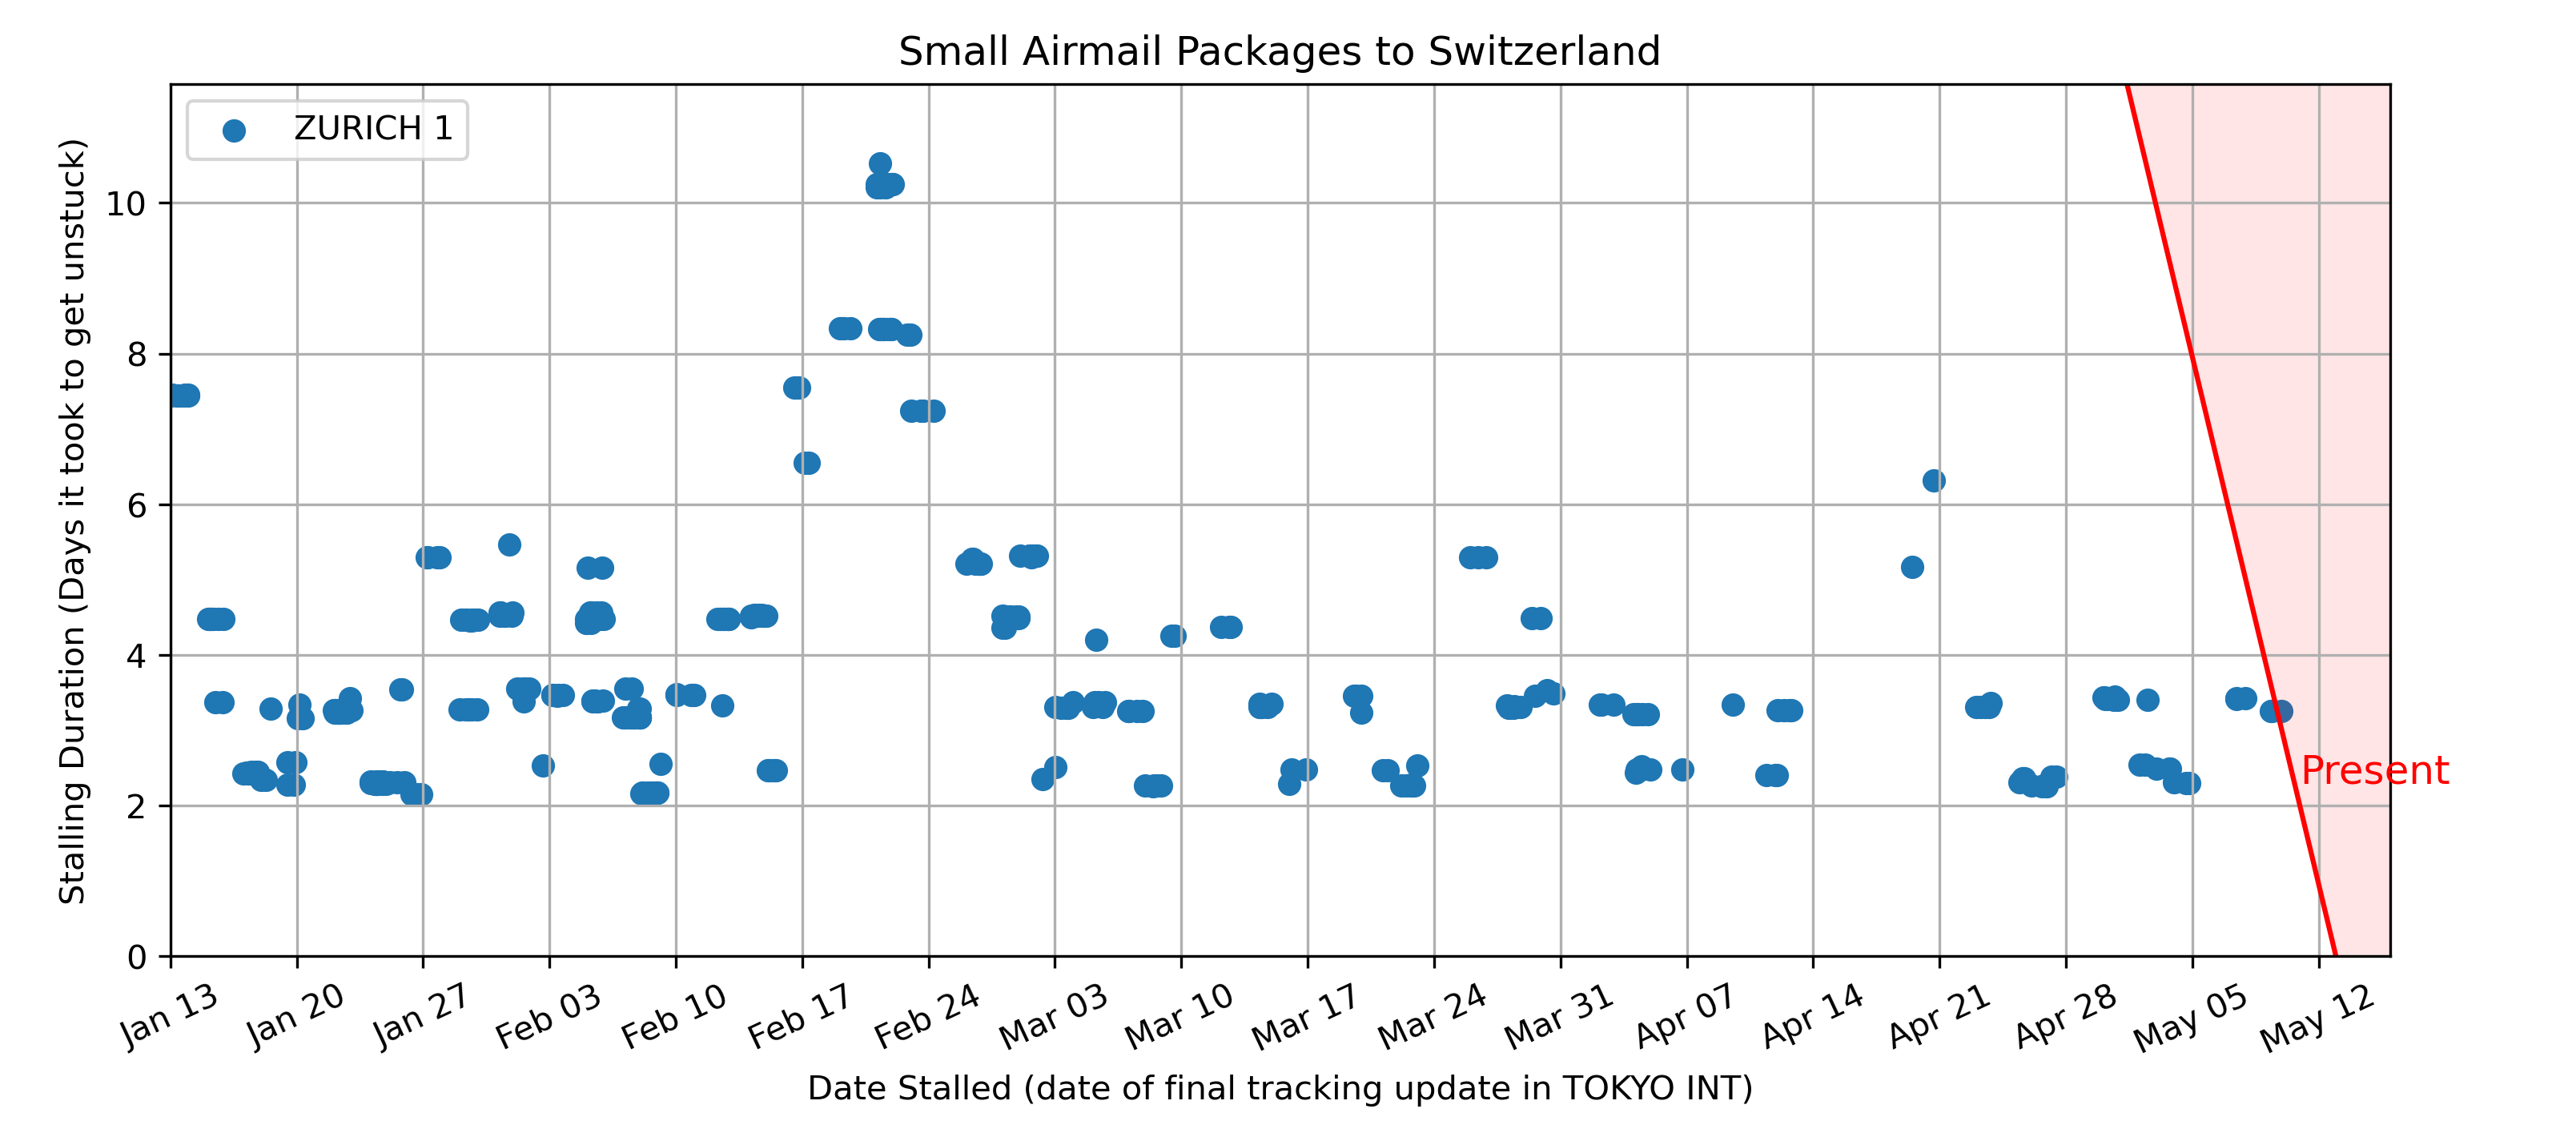 Small Airmail Packages to Switzerland
ZURICH 1
Stalling Duration (Days it took to get unstuck)
10
8
6
4
2
0
Present
Jan 13
Jan 20
Jan 27
Feb 03
Feb 10
Feb 17
Feb 24
Mar 03
Mar 10
Mar 17
Mar 24
Mar 31
Apr 07
Apr 14
Apr 21
Apr 28
May 05
May 12
Date Stalled (date of final tracking update in TOKYO INT)